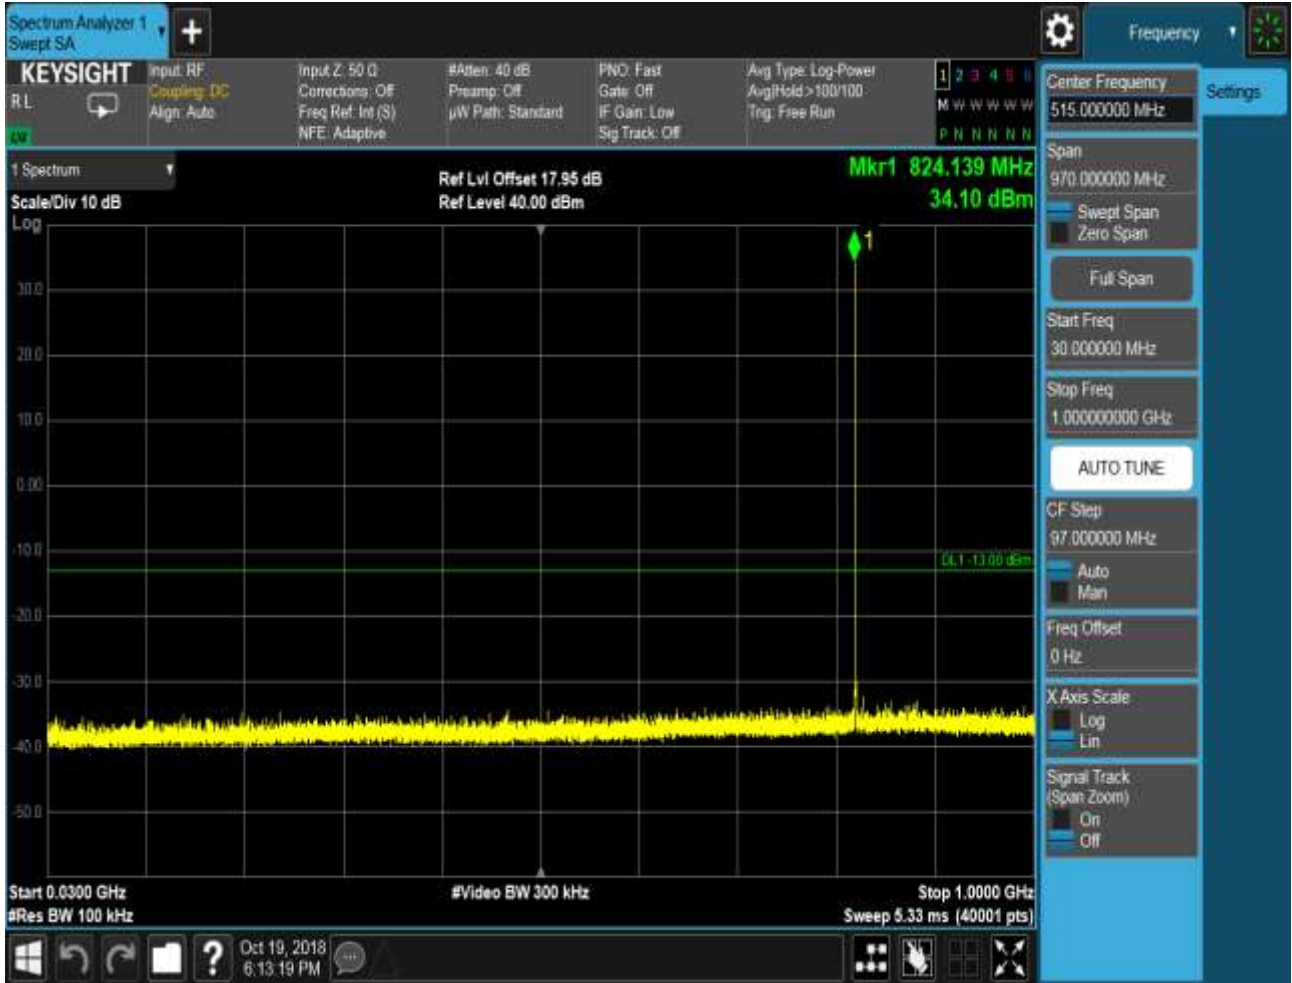 Spectrum Analyzer 1
Swept SA
+
Frequency
KEYSIGHT
R L
Input: RF
Coupling: DC
Align: Auto
Input Z: 50 Ω
Corrections: Off
Freq Ref: Int (S)
NFE: Adaptive
#Atten: 40 dB
Preamp: Off
µW Path: Standard
PNO: Fast
Gate: Off
IF Gain: Low
Sig Track: Off
Avg Type: Log-Power
Avg|Hold:>100/100
Trig: Free Run
1 2 3 4 5 6
M W W W W W
P N N N N N
1 Spectrum
Scale/Div 10 dB
Log
Ref Lvl Offset 17.95 dB
Ref Level 40.00 dBm
Mkr1 824.139 MHz
34.10 dBm
1
30.0
20.0
10.0
0.00
-10.0
DL1 -13.00 dBm
-20.0
-30.0
-40.0
-50.0
Start 0.0300 GHz
#Res BW 100 kHz
#Video BW 300 kHz
Stop 1.0000 GHz
Sweep 5.33 ms (40001 pts)
?
Oct 19, 2018
6:13:19 PM
Settings
Center Frequency
515.000000 MHz
Span
970.000000 MHz
Swept Span
Zero Span
Full Span
Start Freq
30.000000 MHz
Stop Freq
1.000000000 GHz
AUTO TUNE
CF Step
97.000000 MHz
Auto
Man
Freq Offset
0 Hz
X Axis Scale
Log
Lin
Signal Track
(Span Zoom)
On
Off